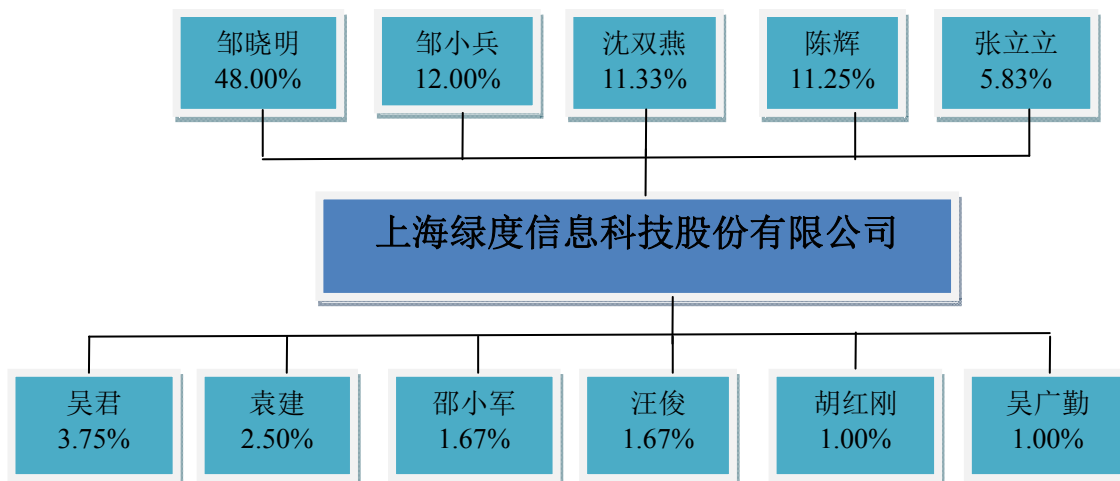 邹晓明
48.00%
邹小兵
12.00%
沈双燕
11.33%
陈辉
11.25%
张立立
5.83%
上海绿度信息科技股份有限公司
吴君
3.75%
袁建
2.50%
邵小军
1.67%
汪俊
1.67%
胡红刚
1.00%
吴广勤
1.00%